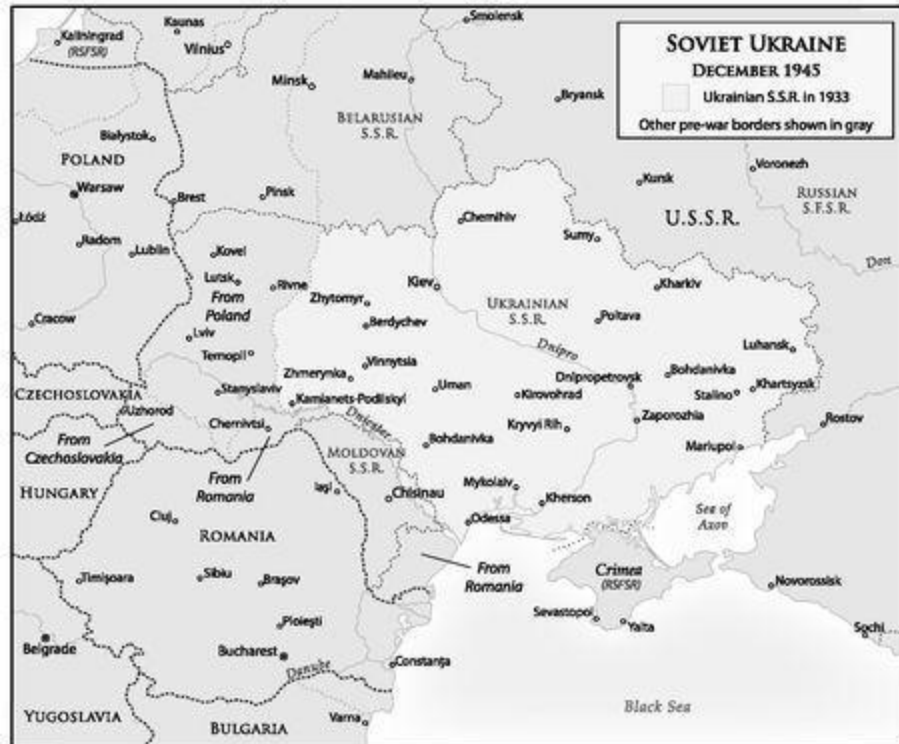 SOVIET UKRAINE
DECEMBER 1945
Ukrainian S.S.R. in 1933
Other pre-war borders shown in gray
Kaliningrad
(RSFSR)
Kaunas
Vilnius
Smolensk
Minsk
Mahileu
Bryansk
BELARUSIAN
S.S.R.
Białystok
POLAND
Warsaw
Brest
Pinsk
Kursk
Voronezh
RUSSIAN
S.F.S.R.
Łódź
Radom
Lublin
Kovel
Chernihiv
Sumy
U.S.S.R.
Don
Lutsk
From
Poland
Rivne
Kiev
Zhytomyr
UKRAINIAN
S.S.R.
Kharkiv
Cracow
Lviv
Berdychev
Poltava
Ternopil
Vinnytsia
Dnipro
Luhansk
Zhmerynka
CZECHOSLOVAKIA
Stanyslaviv
Uman
Dnipropetrovsk
Bohdanivka
Khartsyzsk
Stalino
Uzhorod
Kamianets-Podilskyi
Kirovohrad
Chernivtsi
Dniester
Zaporozhia
Rostov
From
Czechoslovakia
MOLDOVAN
S.S.R.
Bohdanivka
Kryvyi Rih
Mariupol
HUNGARY
From
Romania
Iași
Chisinau
Mykolaiv
Kherson
Sea of
Azov
Cluj
ROMANIA
Odessa
From
Romania
Crimea
(RSFSR)
Timișoara
Sibiu
Brașov
Novorossisk
Ploiești
Sevastopol
Yalta
Sochi
Belgrade
Bucharest
Danube
Constanța
YUGOSLAVIA
BULGARIA
Varna
Black Sea